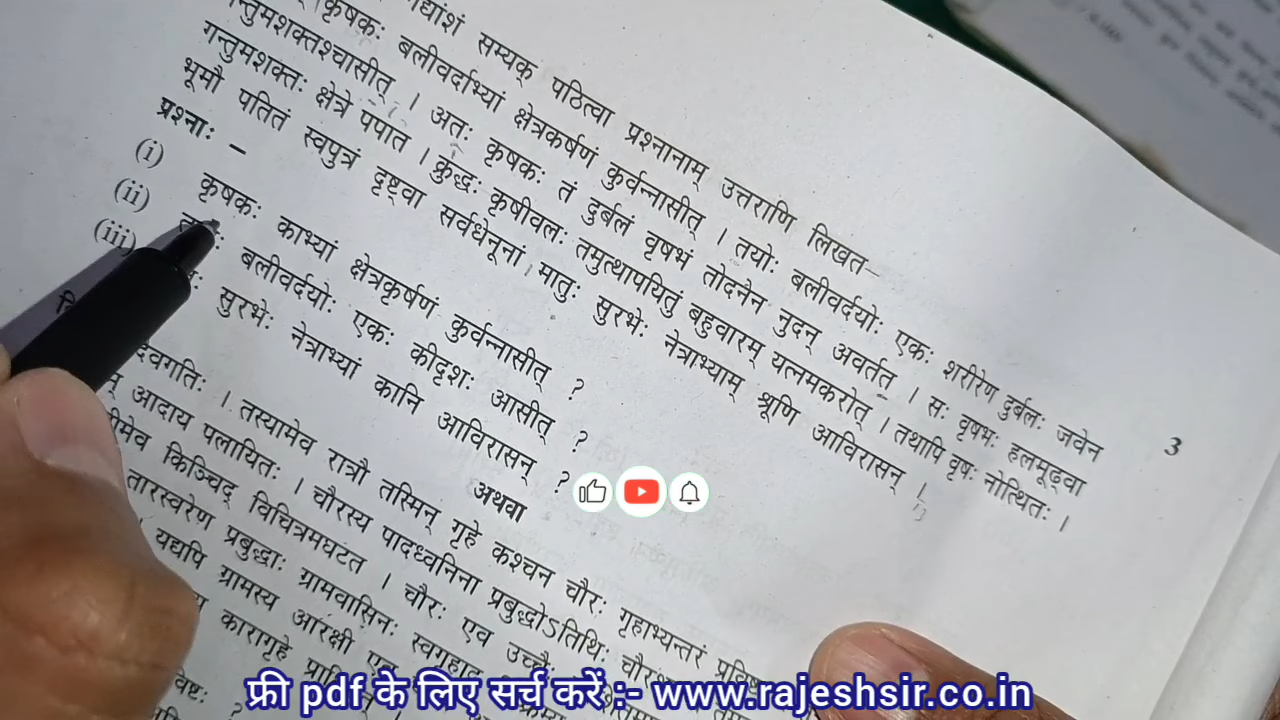 सम्यक् पठित्वा प्रश्नानाम् उत्तराणि लिखत–
कृषकः बलीवर्दाभ्यां क्षेत्रकर्षणं कुर्वन्नासीत् । तयोः बलीवर्दयोः एकः शरीरेण दुर्बलः जवेन
गन्तुमशक्तश्चासीत् । अतः कृषकः तं दुर्बलं वृषभं तोदनेन नुदन् अवर्तत । सः वृषभः हलमूढ्वा
गन्तुमशक्तः क्षेत्रे पपात । क्रुद्धः कृषीवलः तमुत्थापयितुं बहुवारम् यत्नमकरोत् । तथापि वृषः नोत्थितः ।
भूमौ पतितं स्वपुत्रं दृष्ट्वा सर्वधेनूनां मातुः सुरभेः नेत्राभ्याम् श्रूणि आविरासन् ।
3
प्रश्नाः –
(i) कृषकः काभ्यां क्षेत्रकर्षणं कुर्वन्नासीत् ?
(ii) बलीवर्दयोः एकः कीदृशः आसीत् ?
(iii) सुरभेः नेत्राभ्यां कानि आविरासन् ?
अथवा
तस्यामेव रात्रौ तस्मिन् गृहे कश्चन चौरः गृहाभ्यन्तरं
आदाय पलायितः । चौरस्य पादध्वनिना प्रबुद्धोऽतिथिः
किञ्चिद् विचित्रमघटत । चौरः एव उच्चैः
तारस्वरेण प्रबुद्धाः ग्रामवासिनः
यद्यपि ग्रामस्य आरक्षी
कारागृहे
?
फ्री pdf के लिए सर्च करें :- www.rajeshsir.co.in